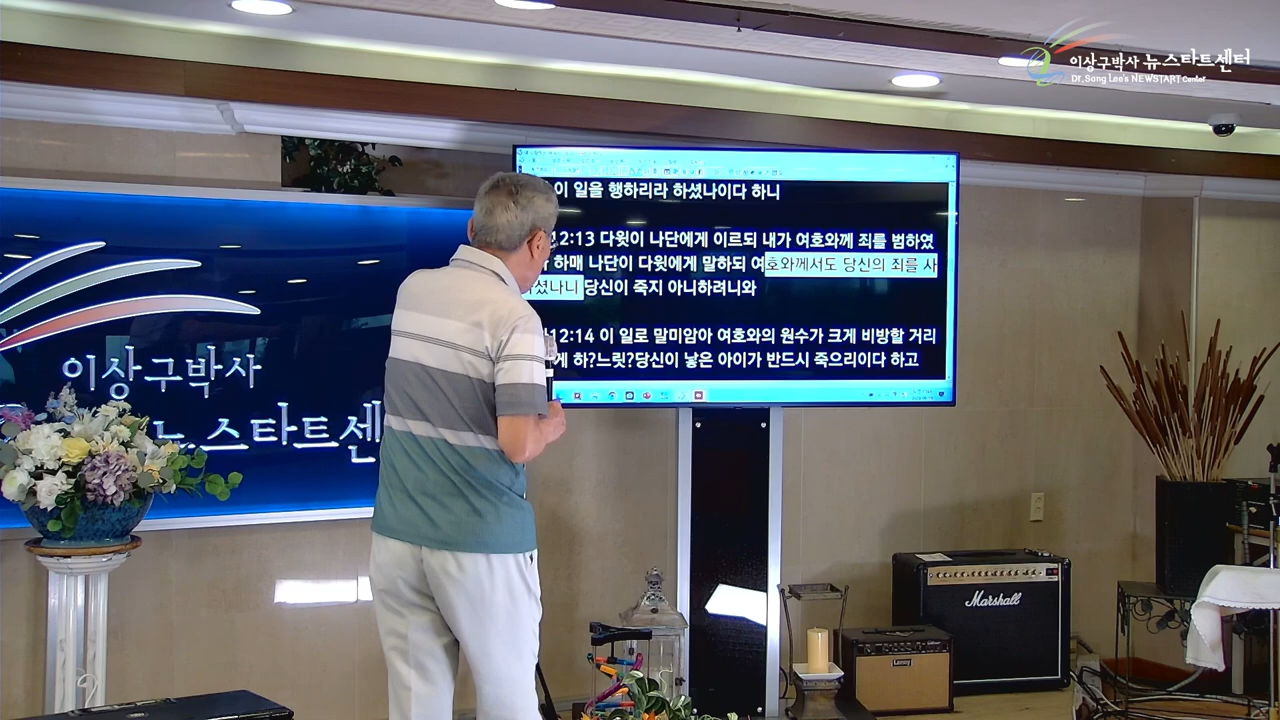 이상구박사 뉴스타트센터
Dr. Sang Lee's NEWSTART Center
이 일을 행하리라 하셨나이다 하니
12:13 다윗이 나단에게 이르되 내가 여호와께 죄를 범하였
하매 나단이 다윗에게 말하되 여호와께서도 당신의 죄를 사
셨나니 당신이 죽지 아니하려니와
12:14 이 일로 말미암아 여호와의 원수가 크게 비방할 거리
게 하?느릿?당신이 낳은 아이가 반드시 죽으리이다 하고
이상구박사
뉴스타트센
Marshall
Laney